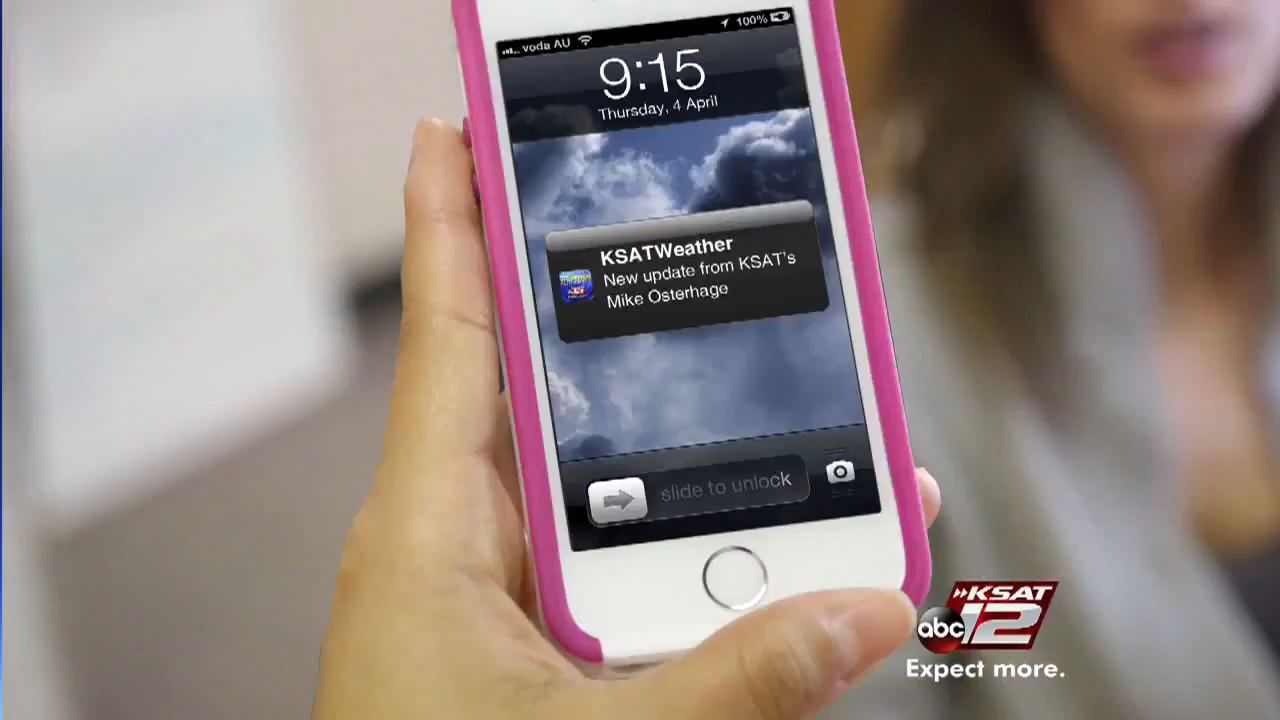 voda AU 100%
9:15
Thursday, 4 April
KSATWeather
New update from KSAT's
Mike Osterhage
slide to unlock
KSAT
abc 12
Expect more.